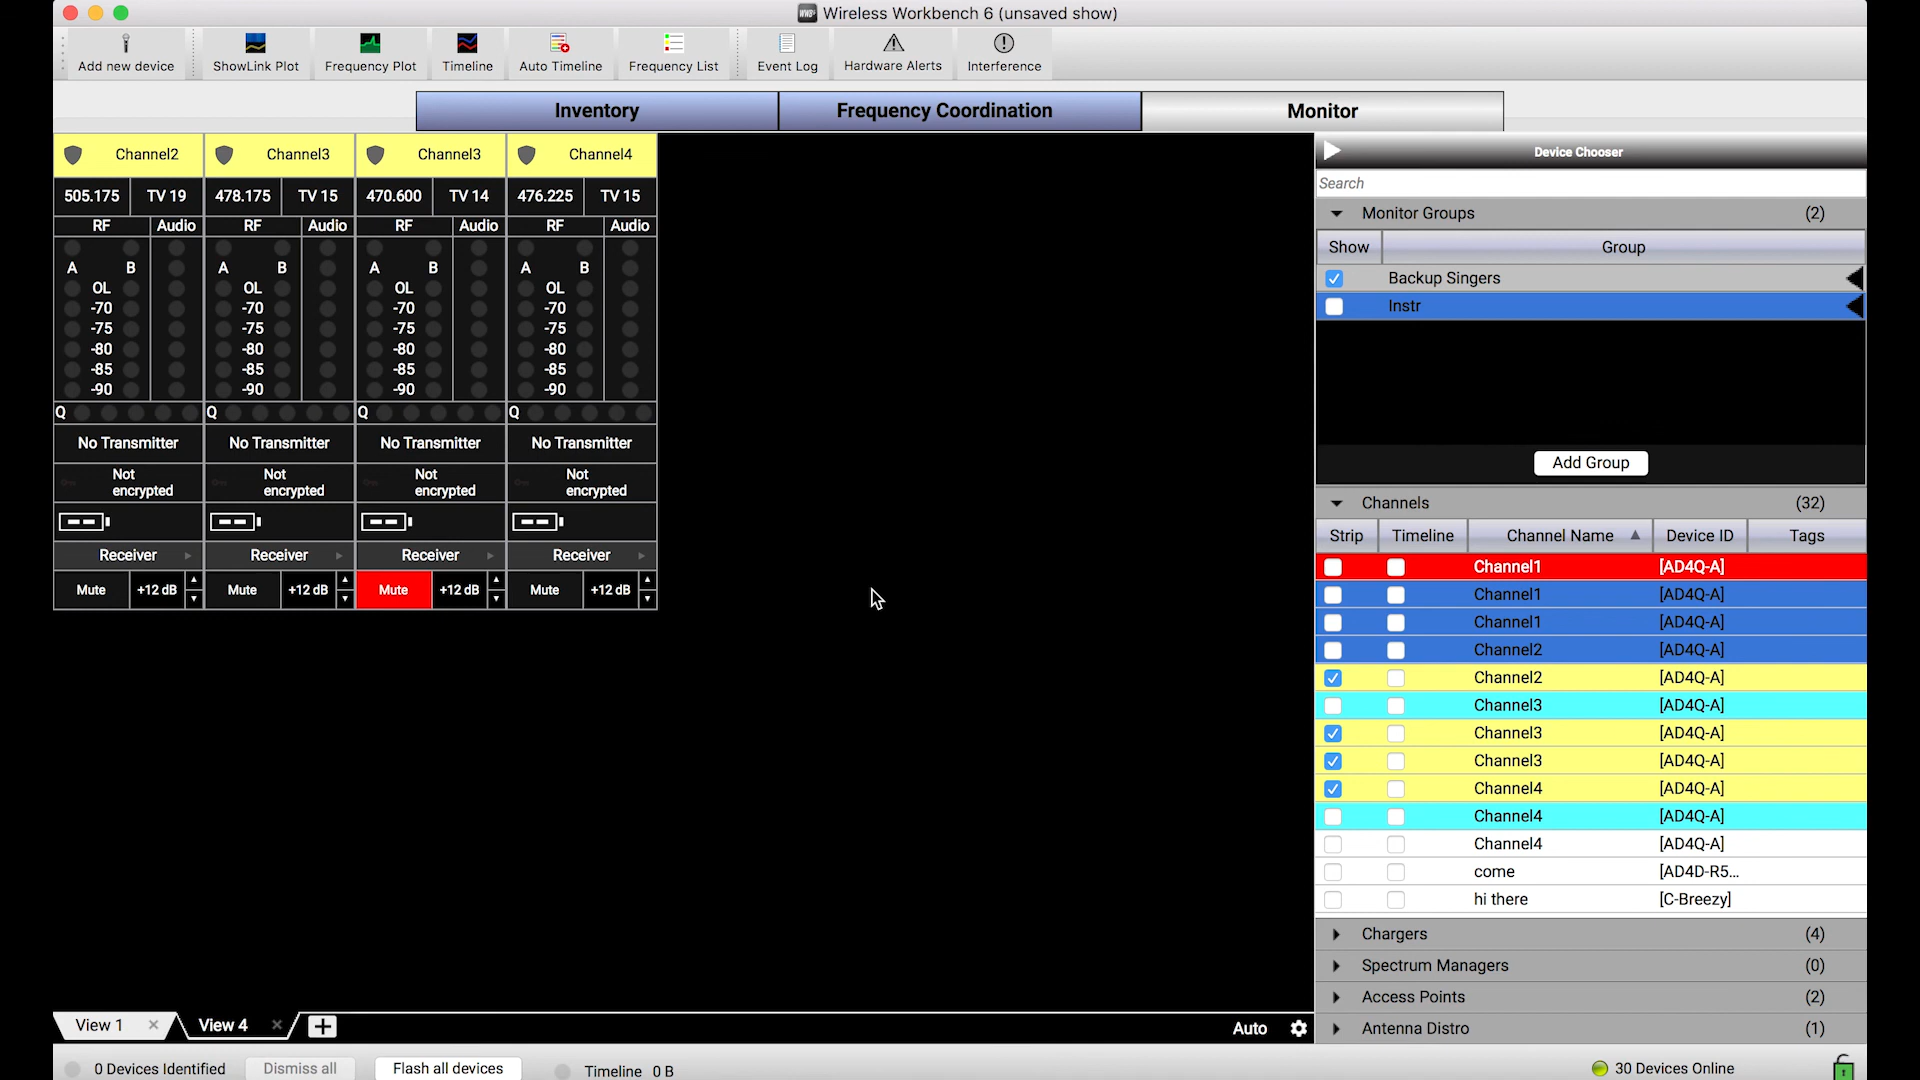 WWB6 Wireless Workbench 6 (unsaved show)
Add new device ShowLink Plot Frequency Plot Timeline Auto Timeline Frequency List Event Log Hardware Alerts Interference
Inventory Frequency Coordination Monitor
Channel2 Channel3 Channel3 Channel4
505.175 TV 19 478.175 TV 15 470.600 TV 14 476.225 TV 15
RF Audio RF Audio RF Audio RF Audio
A B A B A B A B
OL OL OL OL
-70 -70 -70 -70
-75 -75 -75 -75
-80 -80 -80 -80
-85 -85 -85 -85
-90 -90 -90 -90
Q Q Q Q
No Transmitter No Transmitter No Transmitter No Transmitter
Not Not Not Not
encrypted encrypted encrypted encrypted
-- -- -- --
Receiver Receiver Receiver Receiver
Mute +12 dB Mute +12 dB Mute +12 dB Mute +12 dB
Device Chooser
Search
Monitor Groups (2)
Show Group
Backup Singers
Instr
Add Group
Channels (32)
Strip Timeline Channel Name Device ID Tags
Channel1 [AD4Q-A]
Channel1 [AD4Q-A]
Channel1 [AD4Q-A]
Channel2 [AD4Q-A]
Channel2 [AD4Q-A]
Channel3 [AD4Q-A]
Channel3 [AD4Q-A]
Channel3 [AD4Q-A]
Channel4 [AD4Q-A]
Channel4 [AD4Q-A]
Channel4 [AD4Q-A]
come [AD4D-R5...
hi there [C-Breezy]
Chargers (4)
Spectrum Managers (0)
Access Points (2)
Antenna Distro (1)
View 1 View 4 Auto
0 Devices Identified Dismiss all Flash all devices Timeline 0 B 30 Devices Online